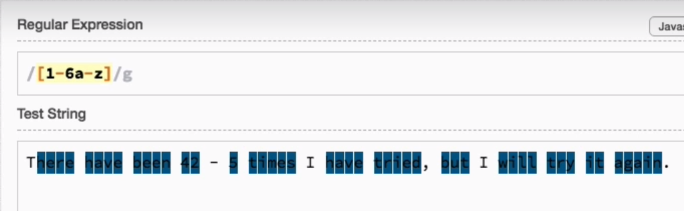 Regular Expression
Javas
/[1-6a-z]/g
Test String
There have been 42 - 5 times I have tried, but I will try it again.